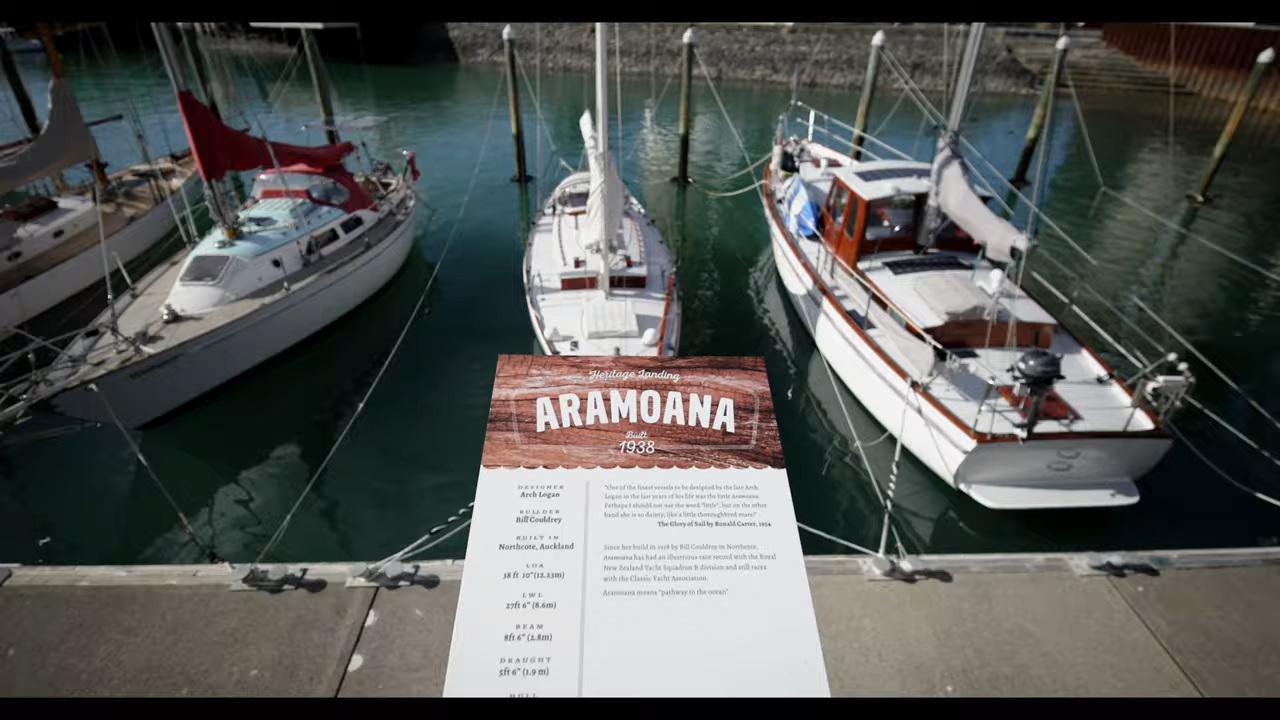 Heritage Landing
ARAMOANA
Built
1938
DESIGNER
Arch Logan
BUILDER
Bill Couldrey
BUILT IN
Northcote, Auckland
LOA
38 ft 10"(12.23m)
LWL
27ft 6" (8.6m)
BEAM
8ft 6" (2.8m)
DRAUGHT
5ft 6" (1.9 m)
HULL
"One of the finest vessels to be designed by the late Arch
Logan in the last years of his life was the little Aramoana.
Perhaps I should not use the word "little", but on the other
hand she is so dainty, like a little thoroughbred mare!"
The Glory of Sail by Ronald Carter, 1954
Since her build in 1938 by Bill Couldrey in Northcote,
Aramoana has had an illustrious race record with the Royal
New Zealand Yacht Squadron B division and still races
with the Classic Yacht Association.
Aramoana means "pathway to the ocean"